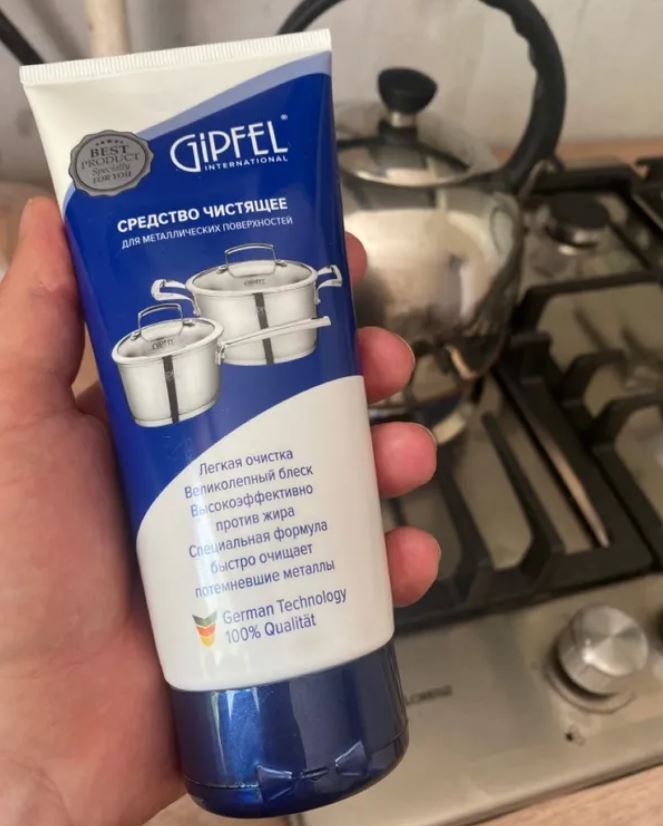 BEST
PRODUCT
Specially
FOR YOU
GIPFEL®
INTERNATIONAL
СРЕДСТВО ЧИСТЯЩЕЕ
ДЛЯ МЕТАЛЛИЧЕСКИХ ПОВЕРХНОСТЕЙ
Легкая очистка
Великолепный блеск
Высокоэффективно
против жира
Специальная формула
быстро очищает
потемневшие металлы
German Technology
100% Qualität